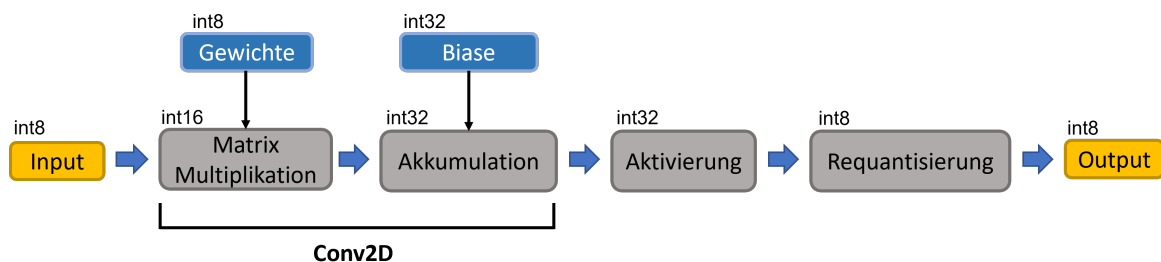 int8
Gewichte
int32
Biase
int8
Input
int16
Matrix
Multiplikation
int32
Akkumulation
int32
Aktivierung
int8
Requantisierung
int8
Output
Conv2D